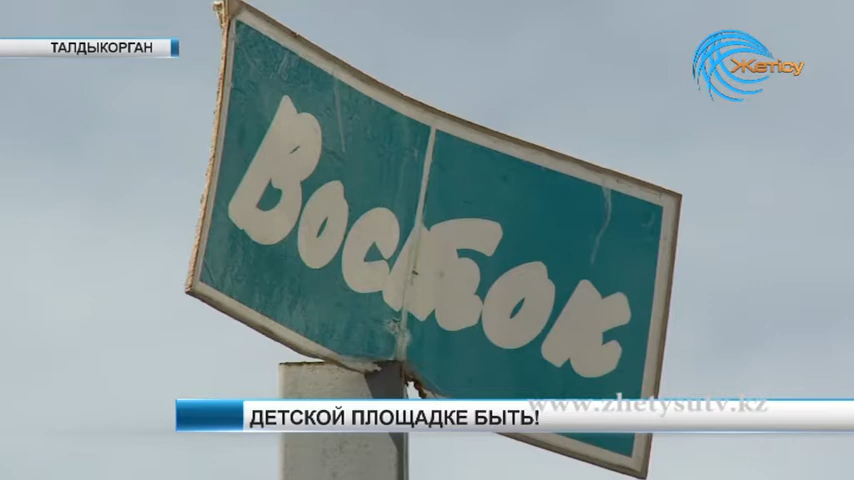 ТАЛДЫКОРГАН
Жетісу
Восток
www.zhetysutv.kz
ДЕТСКОЙ ПЛОЩАДКЕ БЫТЬ!